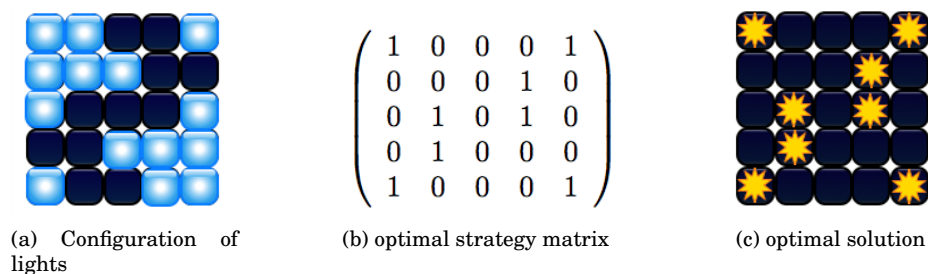 1 0 0 0 1
0 0 0 1 0
0 1 0 1 0
0 1 0 0 0
1 0 0 0 1
(a) Configuration of
lights
(b) optimal strategy matrix
(c) optimal solution